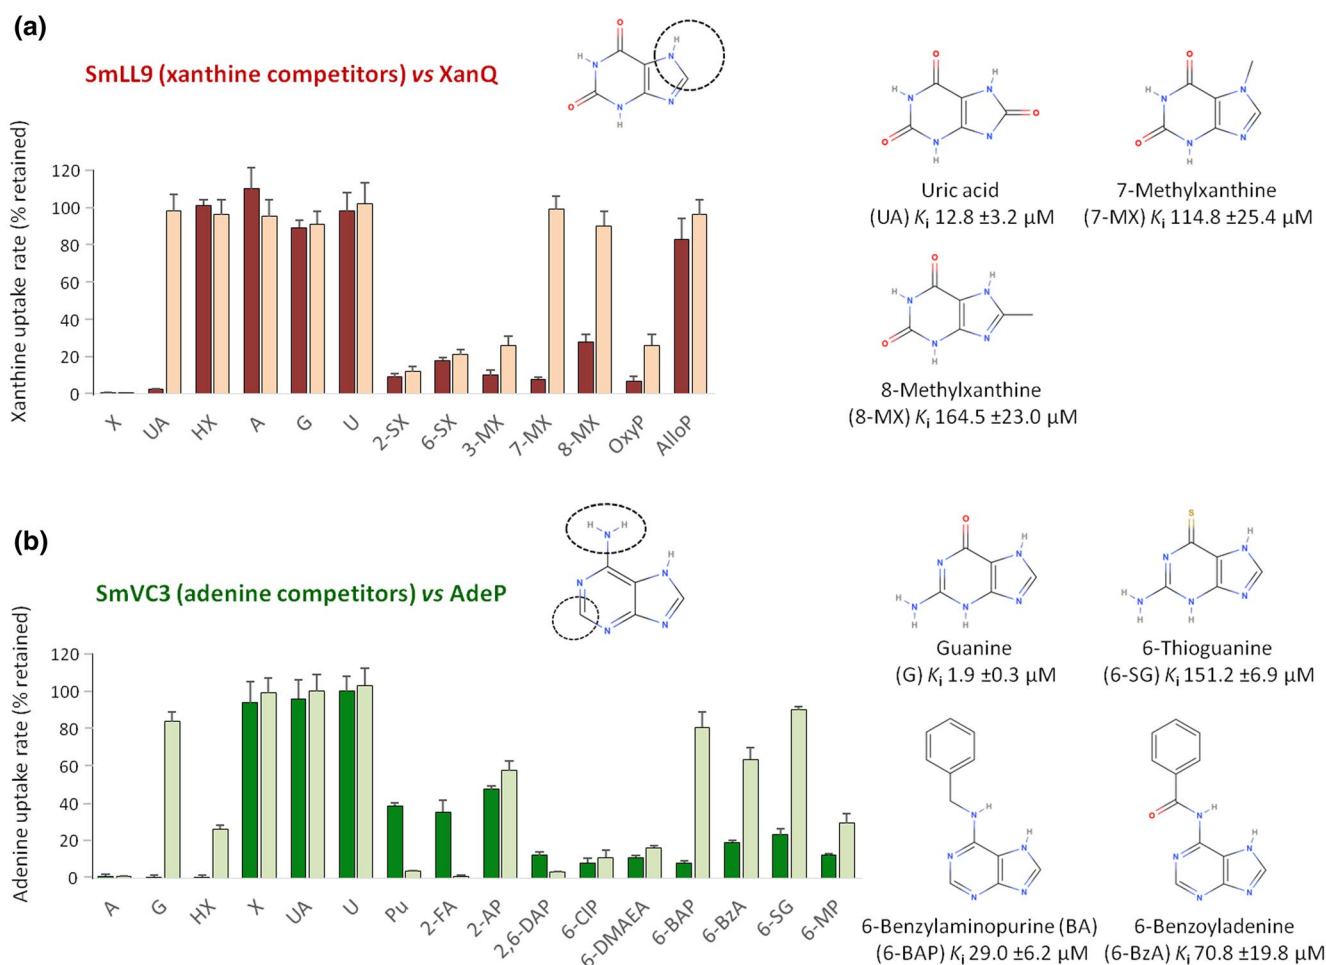 (a)
SmLL9 (xanthine competitors) vs XanQ
Xanthine uptake rate (% retained)
120
100
80
60
40
20
0
X
UA
HX
A
G
U
2-SX
6-SX
3-MX
7-MX
8-MX
OxyP
AlloP
O
H
H
N
N
O
N
N
H
O
H
H
N
N
O
O
N
N
H
Uric acid
(UA) Ki 12.8 ±3.2 µM
O
H
N
N
O
N
N
H
7-Methylxanthine
(7-MX) Ki 114.8 ±25.4 µM
O
H
H
N
N
O
N
N
H
8-Methylxanthine
(8-MX) Ki 164.5 ±23.0 µM
(b)
SmVC3 (adenine competitors) vs AdeP
Adenine uptake rate (% retained)
120
100
80
60
40
20
0
A
G
HX
X
UA
U
Pu
2-FA
2-AP
2,6-DAP
6-ClP
6-DMAEA
6-BAP
6-BzA
6-SG
6-MP
H
H
N
H
N
N
N
N
O
H
N
N
H
N
N
N
H
H
Guanine
(G) Ki 1.9 ±0.3 µM
S
H
N
N
H
N
N
N
H
H
6-Thioguanine
(6-SG) Ki 151.2 ±6.9 µM
N
H
H
N
N
N
N
6-Benzylaminopurine (BA)
(6-BAP) Ki 29.0 ±6.2 µM
O
N
H
H
N
N
N
N
6-Benzoyladenine
(6-BzA) Ki 70.8 ±19.8 µM